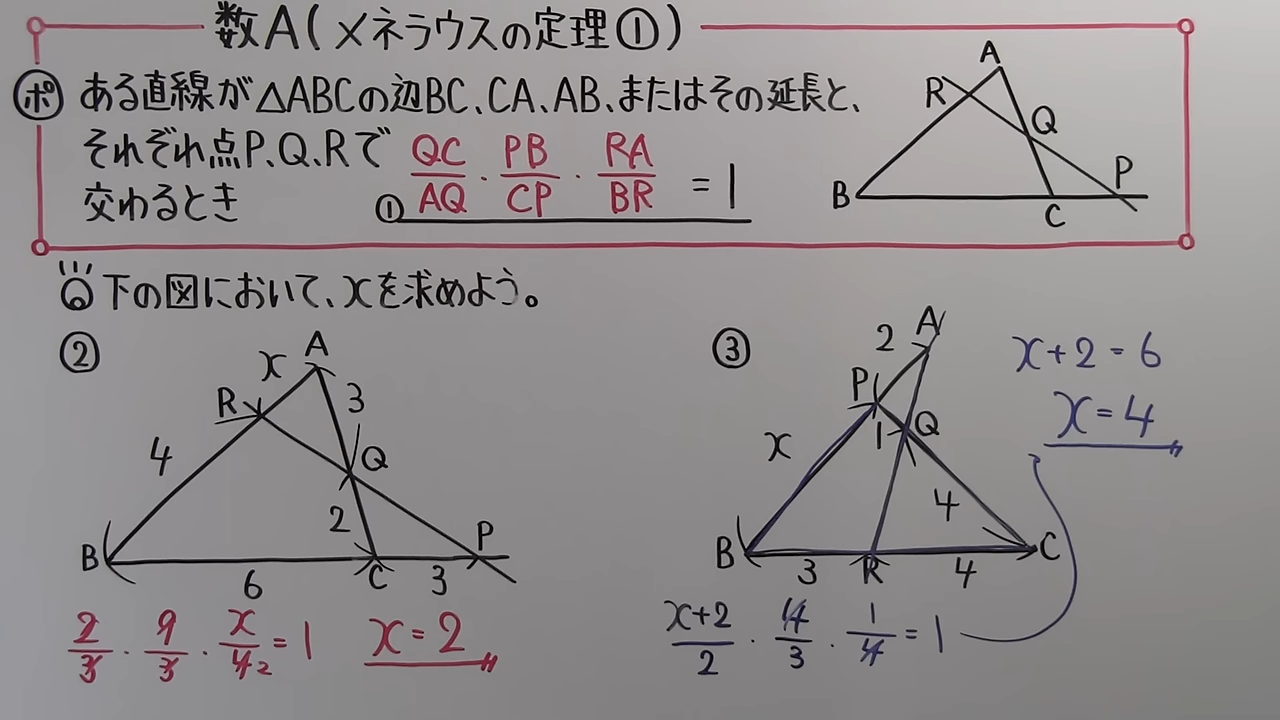 数A(メネラウスの定理①)
ポ ある直線が△ABCの辺BC、CA、AB、またはその延長と、
それぞれ点P、Q、Rで
交わるとき
① QC/AQ · PB/CP · RA/BR = 1
A
R
Q
B
C
P
下の図において、xを求めよう。
②
A
x
3
R
4
Q
2
B
6
C
3
P
2/3 · 9/3 · x/4 2 = 1 x=2
③
A
2
P
1
Q
x
4
B
3
R
4
C
x+2/2 · 4/3 · 1/4 = 1
x+2=6
x=4